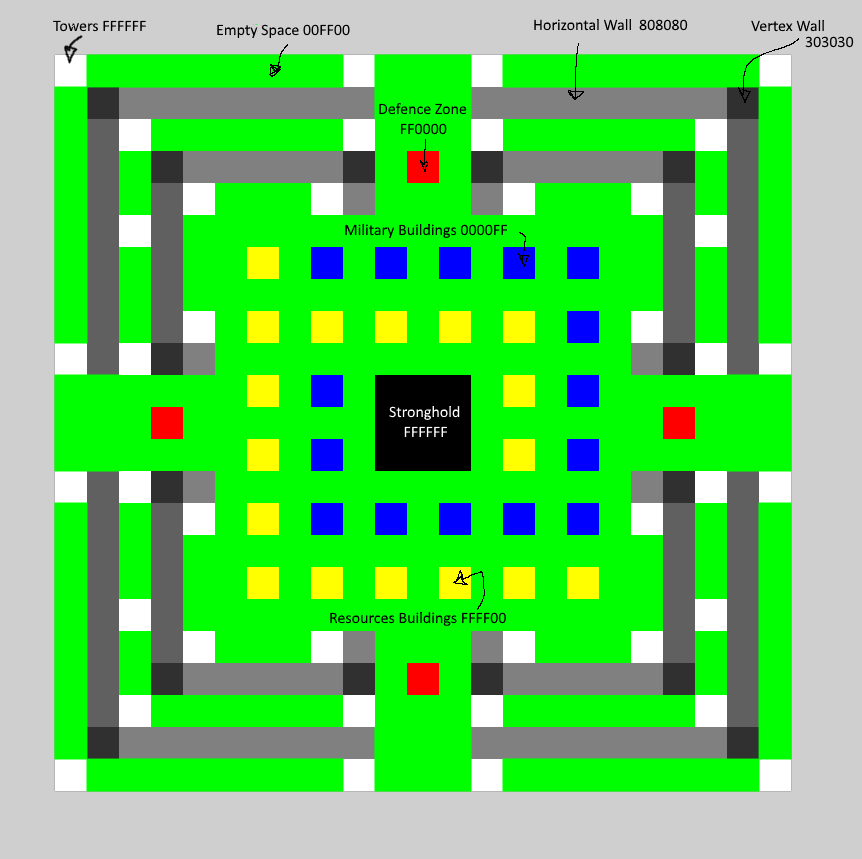 Towers FFFFFF
Empty Space 00FF00
Horizontal Wall 808080
Vertex Wall
303030
Defence Zone
FF0000
Military Buildings 0000FF
Stronghold
FFFFFF
Resources Buildings FFFF00